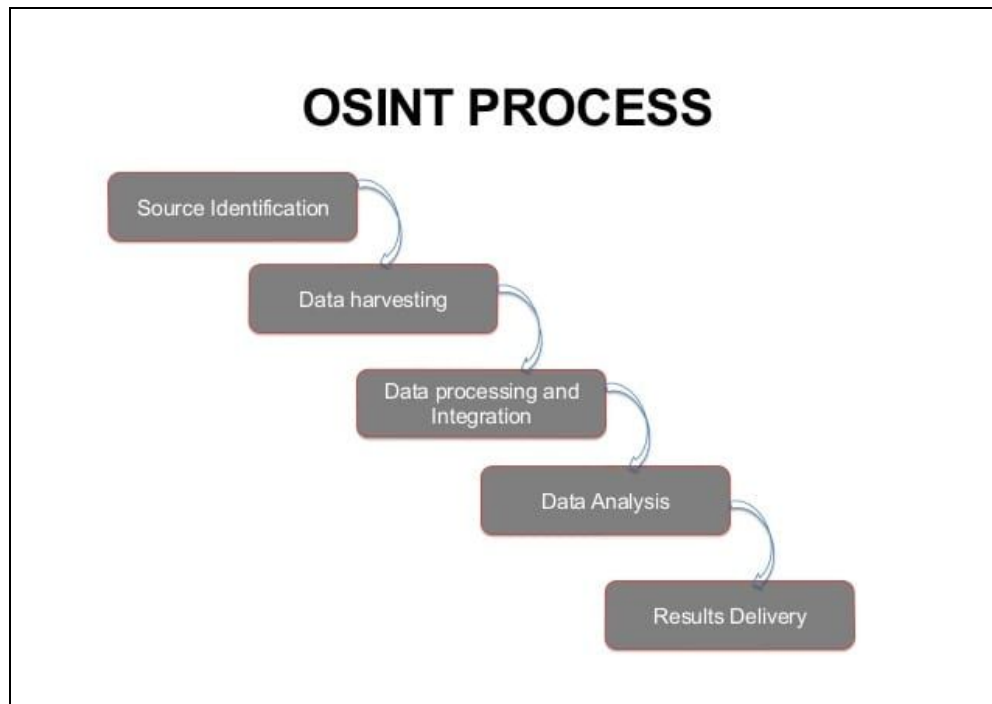 OSINT PROCESS
Source Identification
Data harvesting
Data processing and
Integration
Data Analysis
Results Delivery